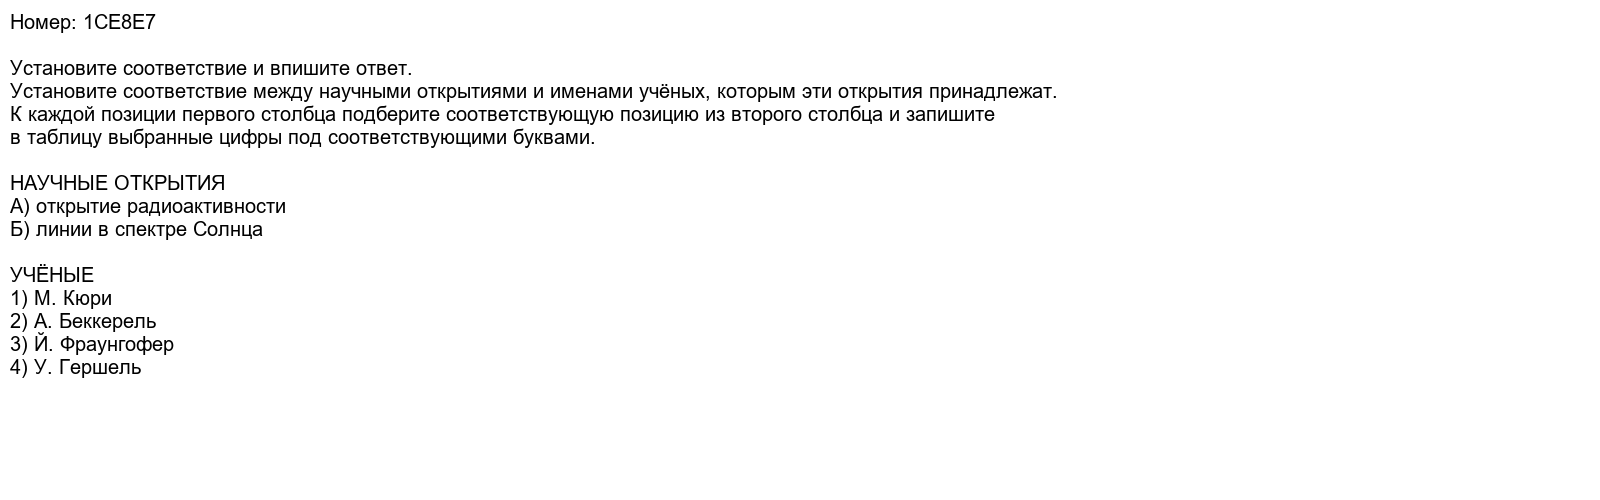 Номер: 1CE8E7
Установите соответствие и впишите ответ.
Установите соответствие между научными открытиями и именами учёных, которым эти открытия принадлежат.
К каждой позиции первого столбца подберите соответствующую позицию из второго столбца и запишите
в таблицу выбранные цифры под соответствующими буквами.
НАУЧНЫЕ ОТКРЫТИЯ
А) открытие радиоактивности
Б) линии в спектре Солнца
УЧЁНЫЕ
1) М. Кюри
2) А. Беккерель
3) Й. Фраунгофер
4) У. Гершель